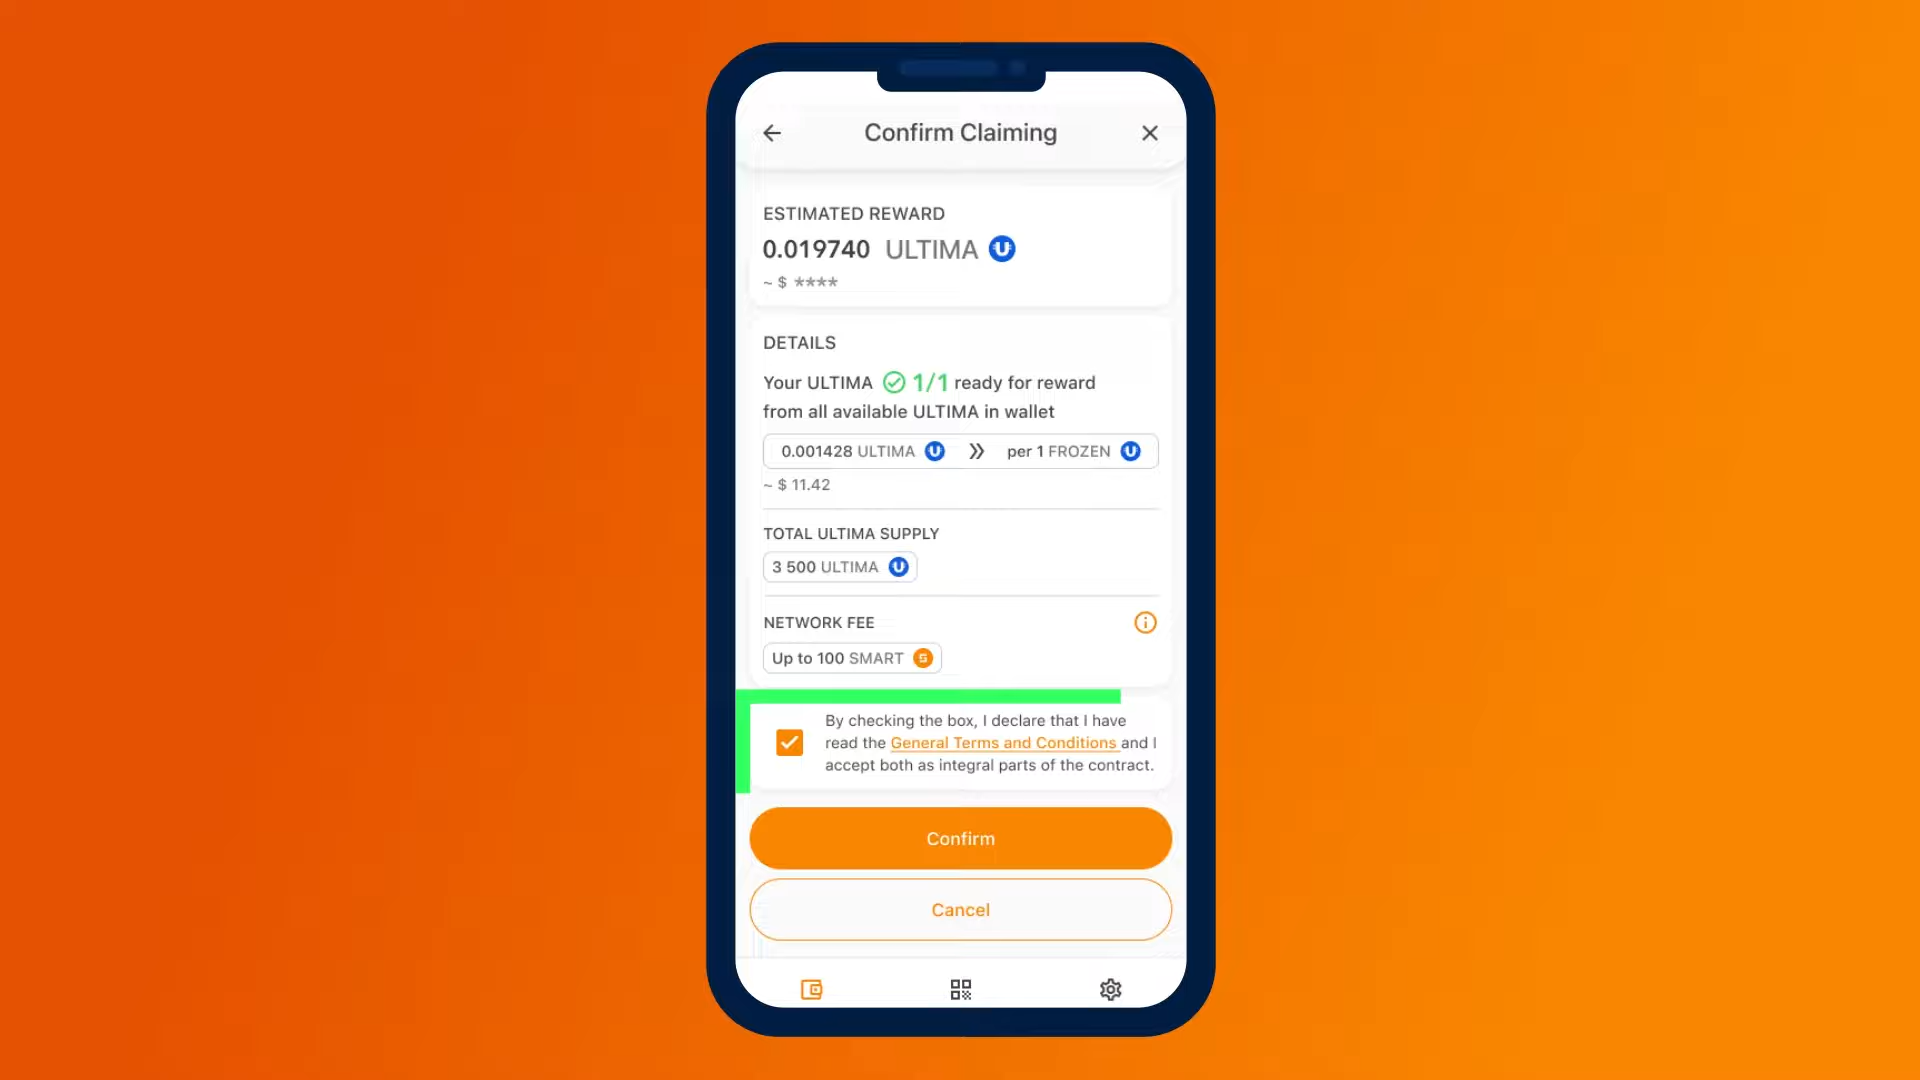 Confirm Claiming
ESTIMATED REWARD
0.019740 ULTIMA
~ $ ****
DETAILS
Your ULTIMA 1/1 ready for reward
from all available ULTIMA in wallet
0.001428 ULTIMA » per 1 FROZEN
~ $ 11.42
TOTAL ULTIMA SUPPLY
3 500 ULTIMA
NETWORK FEE
Up to 100 SMART
By checking the box, I declare that I have
read the General Terms and Conditions and I
accept both as integral parts of the contract.
Confirm
Cancel